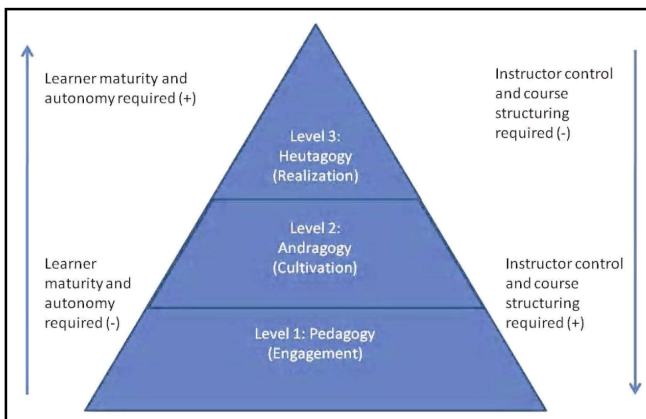 Learner maturity and
autonomy required (+)
Instructor control
and course
structuring
required (-)
Level 3:
Heutagogy
(Realization)
Level 2:
Andragogy
(Cultivation)
Learner
maturity and
autonomy
required (-)
Instructor control
and course
structuring
required (+)
Level 1: Pedagogy
(Engagement)